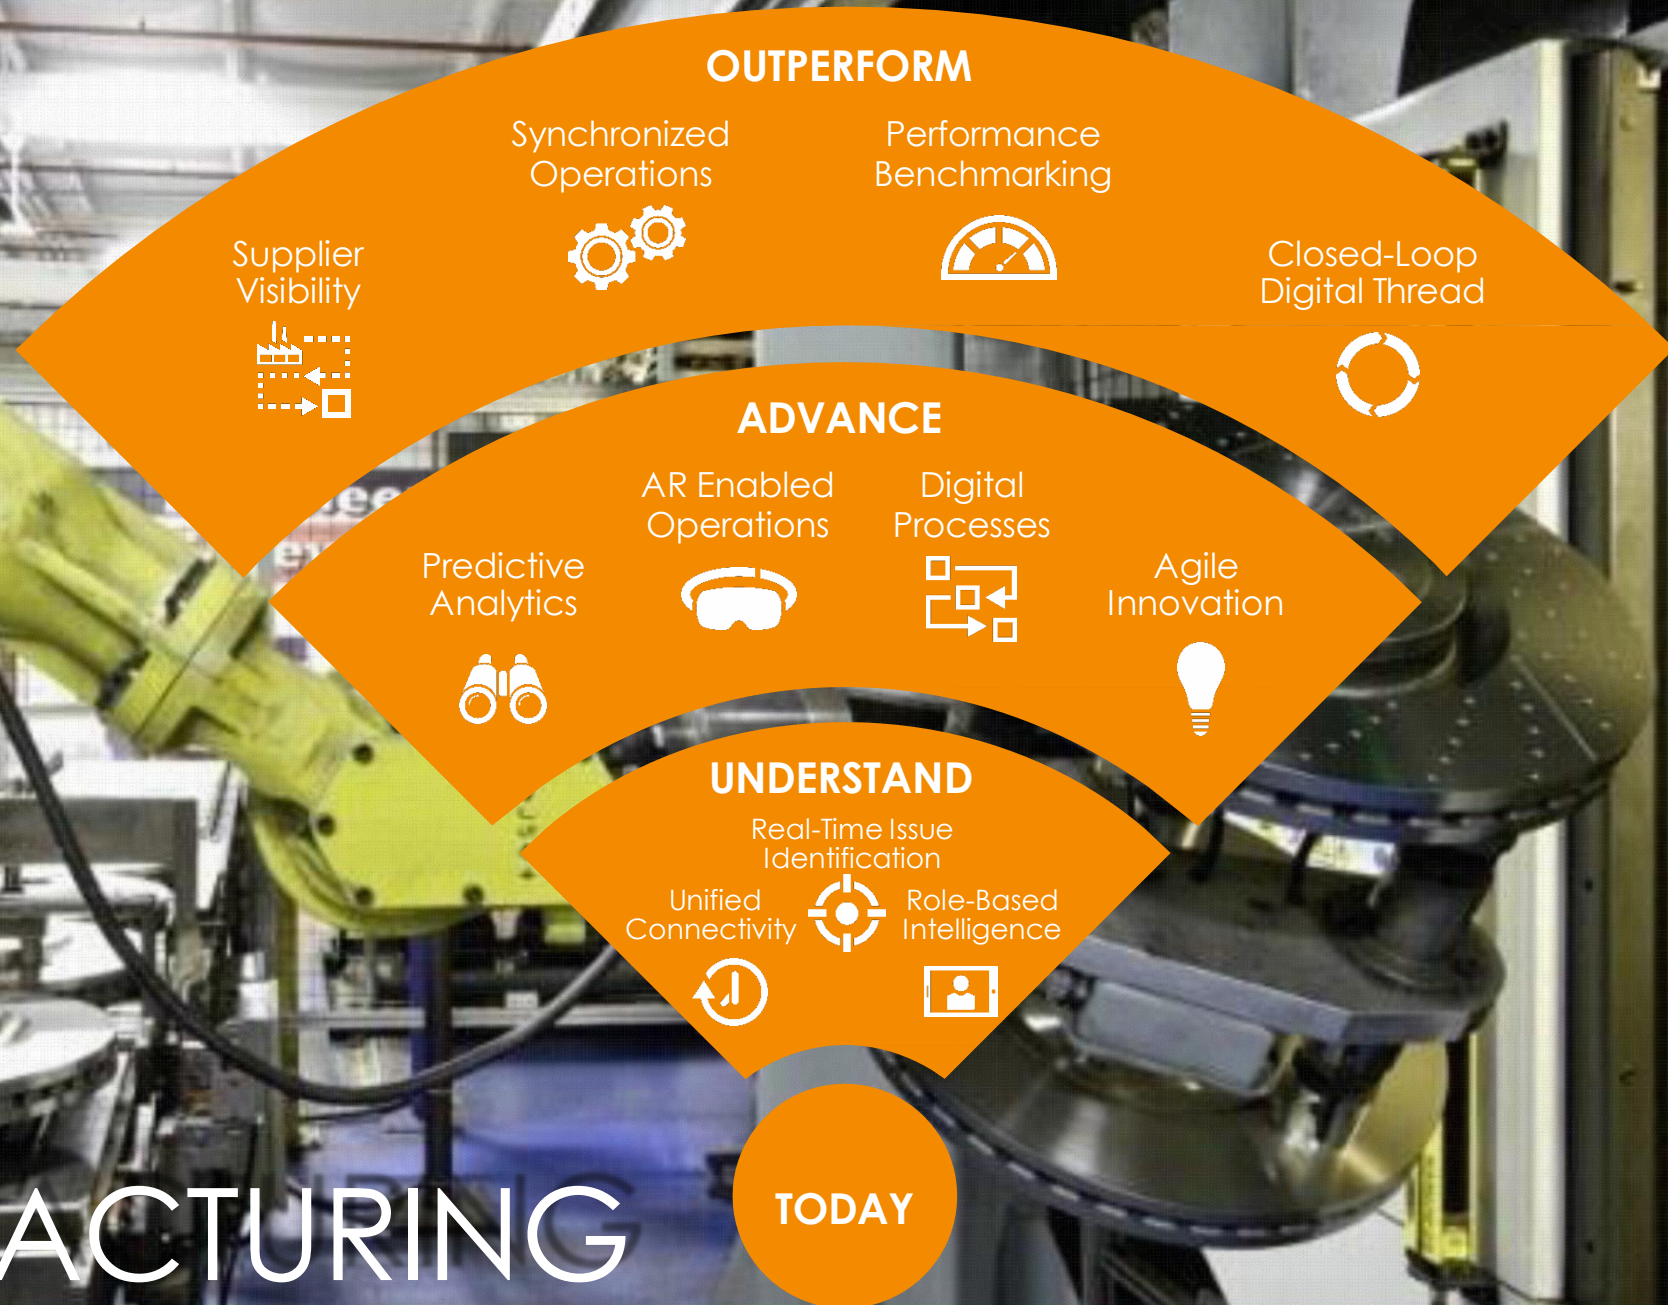 OUTPERFORM
Synchronized
Operations
Performance
Benchmarking
Supplier
Visibility
Closed-Loop
Digital Thread
ADVANCE
AR Enabled
Operations
Digital
Processes
Predictive
Analytics
Agile
Innovation
UNDERSTAND
Real-Time Issue
Identification
Unified
Connectivity
Role-Based
Intelligence
TODAY
ACTURING